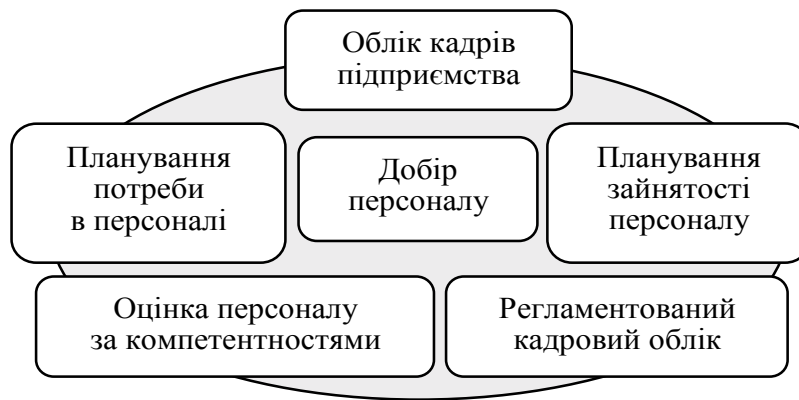 Облік кадрів
підприємства
Планування
потреби
в персоналі
Добір
персоналу
Планування
зайнятості
персоналу
Оцінка персоналу
за компетентностями
Регламентований
кадровий облік